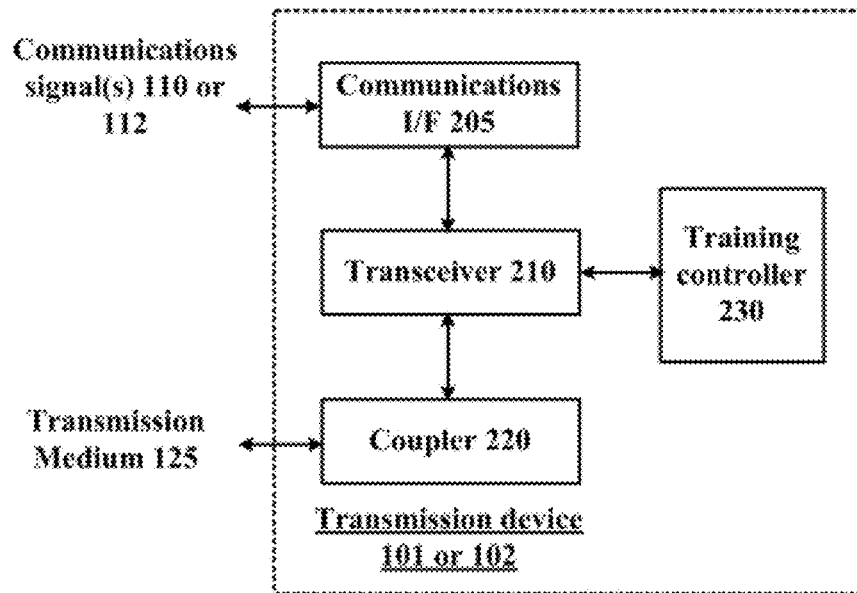 Communications
signal(s) 110 or
112
Communications
I/F 205
Transceiver 210
Training
controller
230
Transmission
Medium 125
Coupler 220
Transmission device
101 or 102